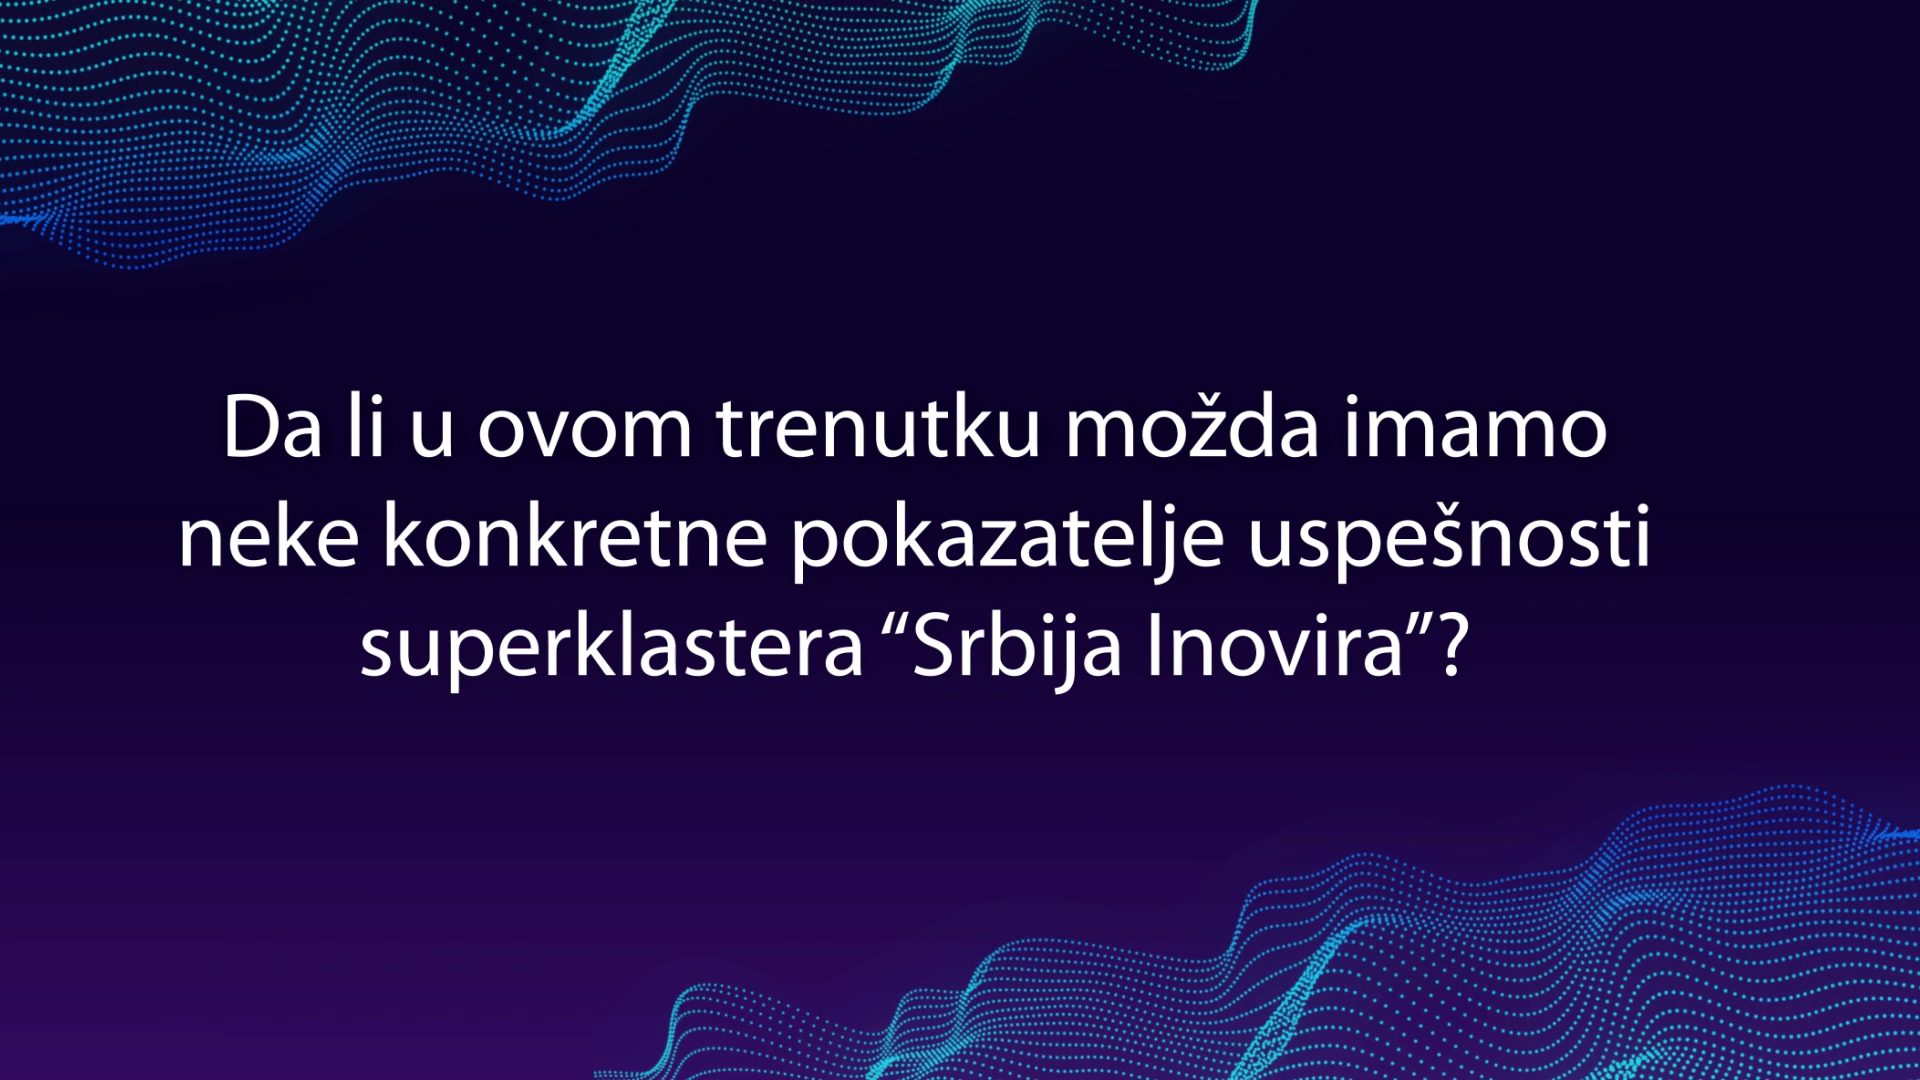 Da li u ovom trenutku možda imamo
neke konkretne pokazatelje uspešnosti
superklastera “Srbija Inovira”?